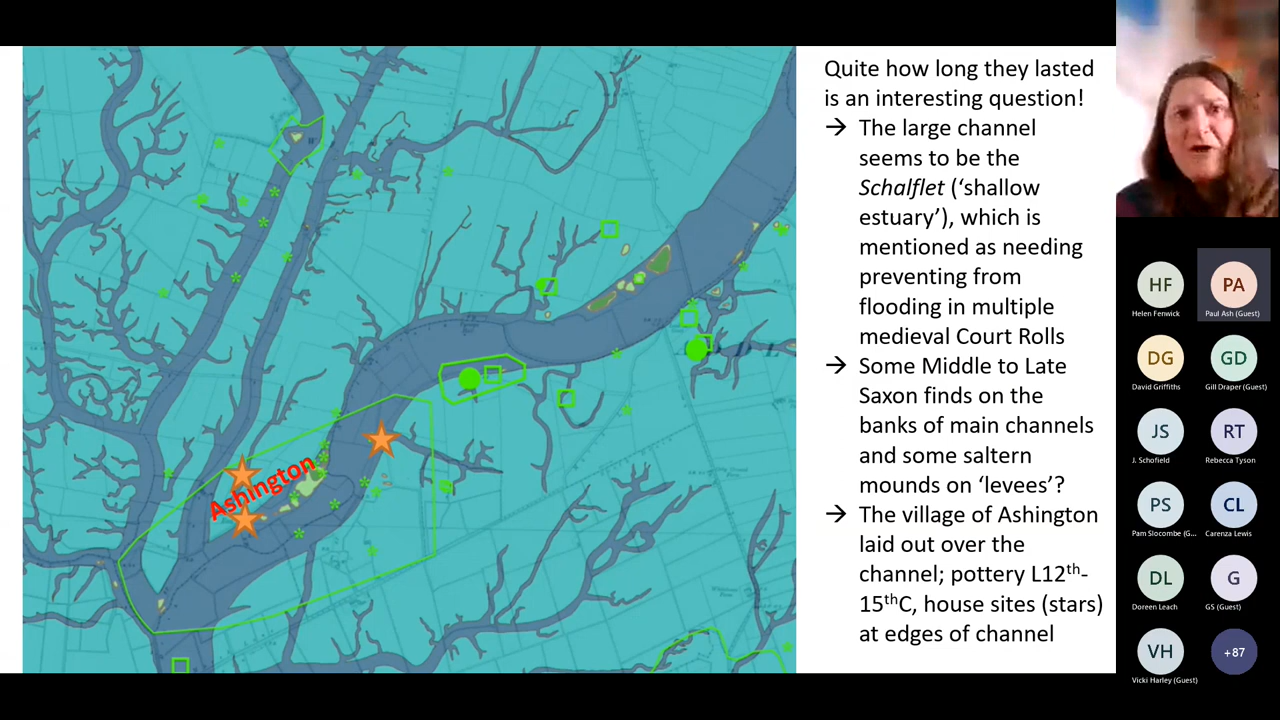 Quite how long they lasted
is an interesting question!
→ The large channel
seems to be the
Schalflet (‘shallow
estuary’), which is
mentioned as needing
preventing from
flooding in multiple
medieval Court Rolls
→ Some Middle to Late
Saxon finds on the
banks of main channels
and some saltern
mounds on ‘levees’?
→ The village of Ashington
laid out over the
channel; pottery L12th-
15thC, house sites (stars)
at edges of channel
Ashington
HF
Helen Fenwick
PA
Paul Ash (Guest)
DG
David Griffiths
GD
Gill Draper (Guest)
JS
J. Schofield
RT
Rebecca Tyson
PS
Pam Slocombe (G...
CL
Carenza Lewis
DL
Doreen Leach
G
GS (Guest)
VH
Vicki Harley (Guest)
+87